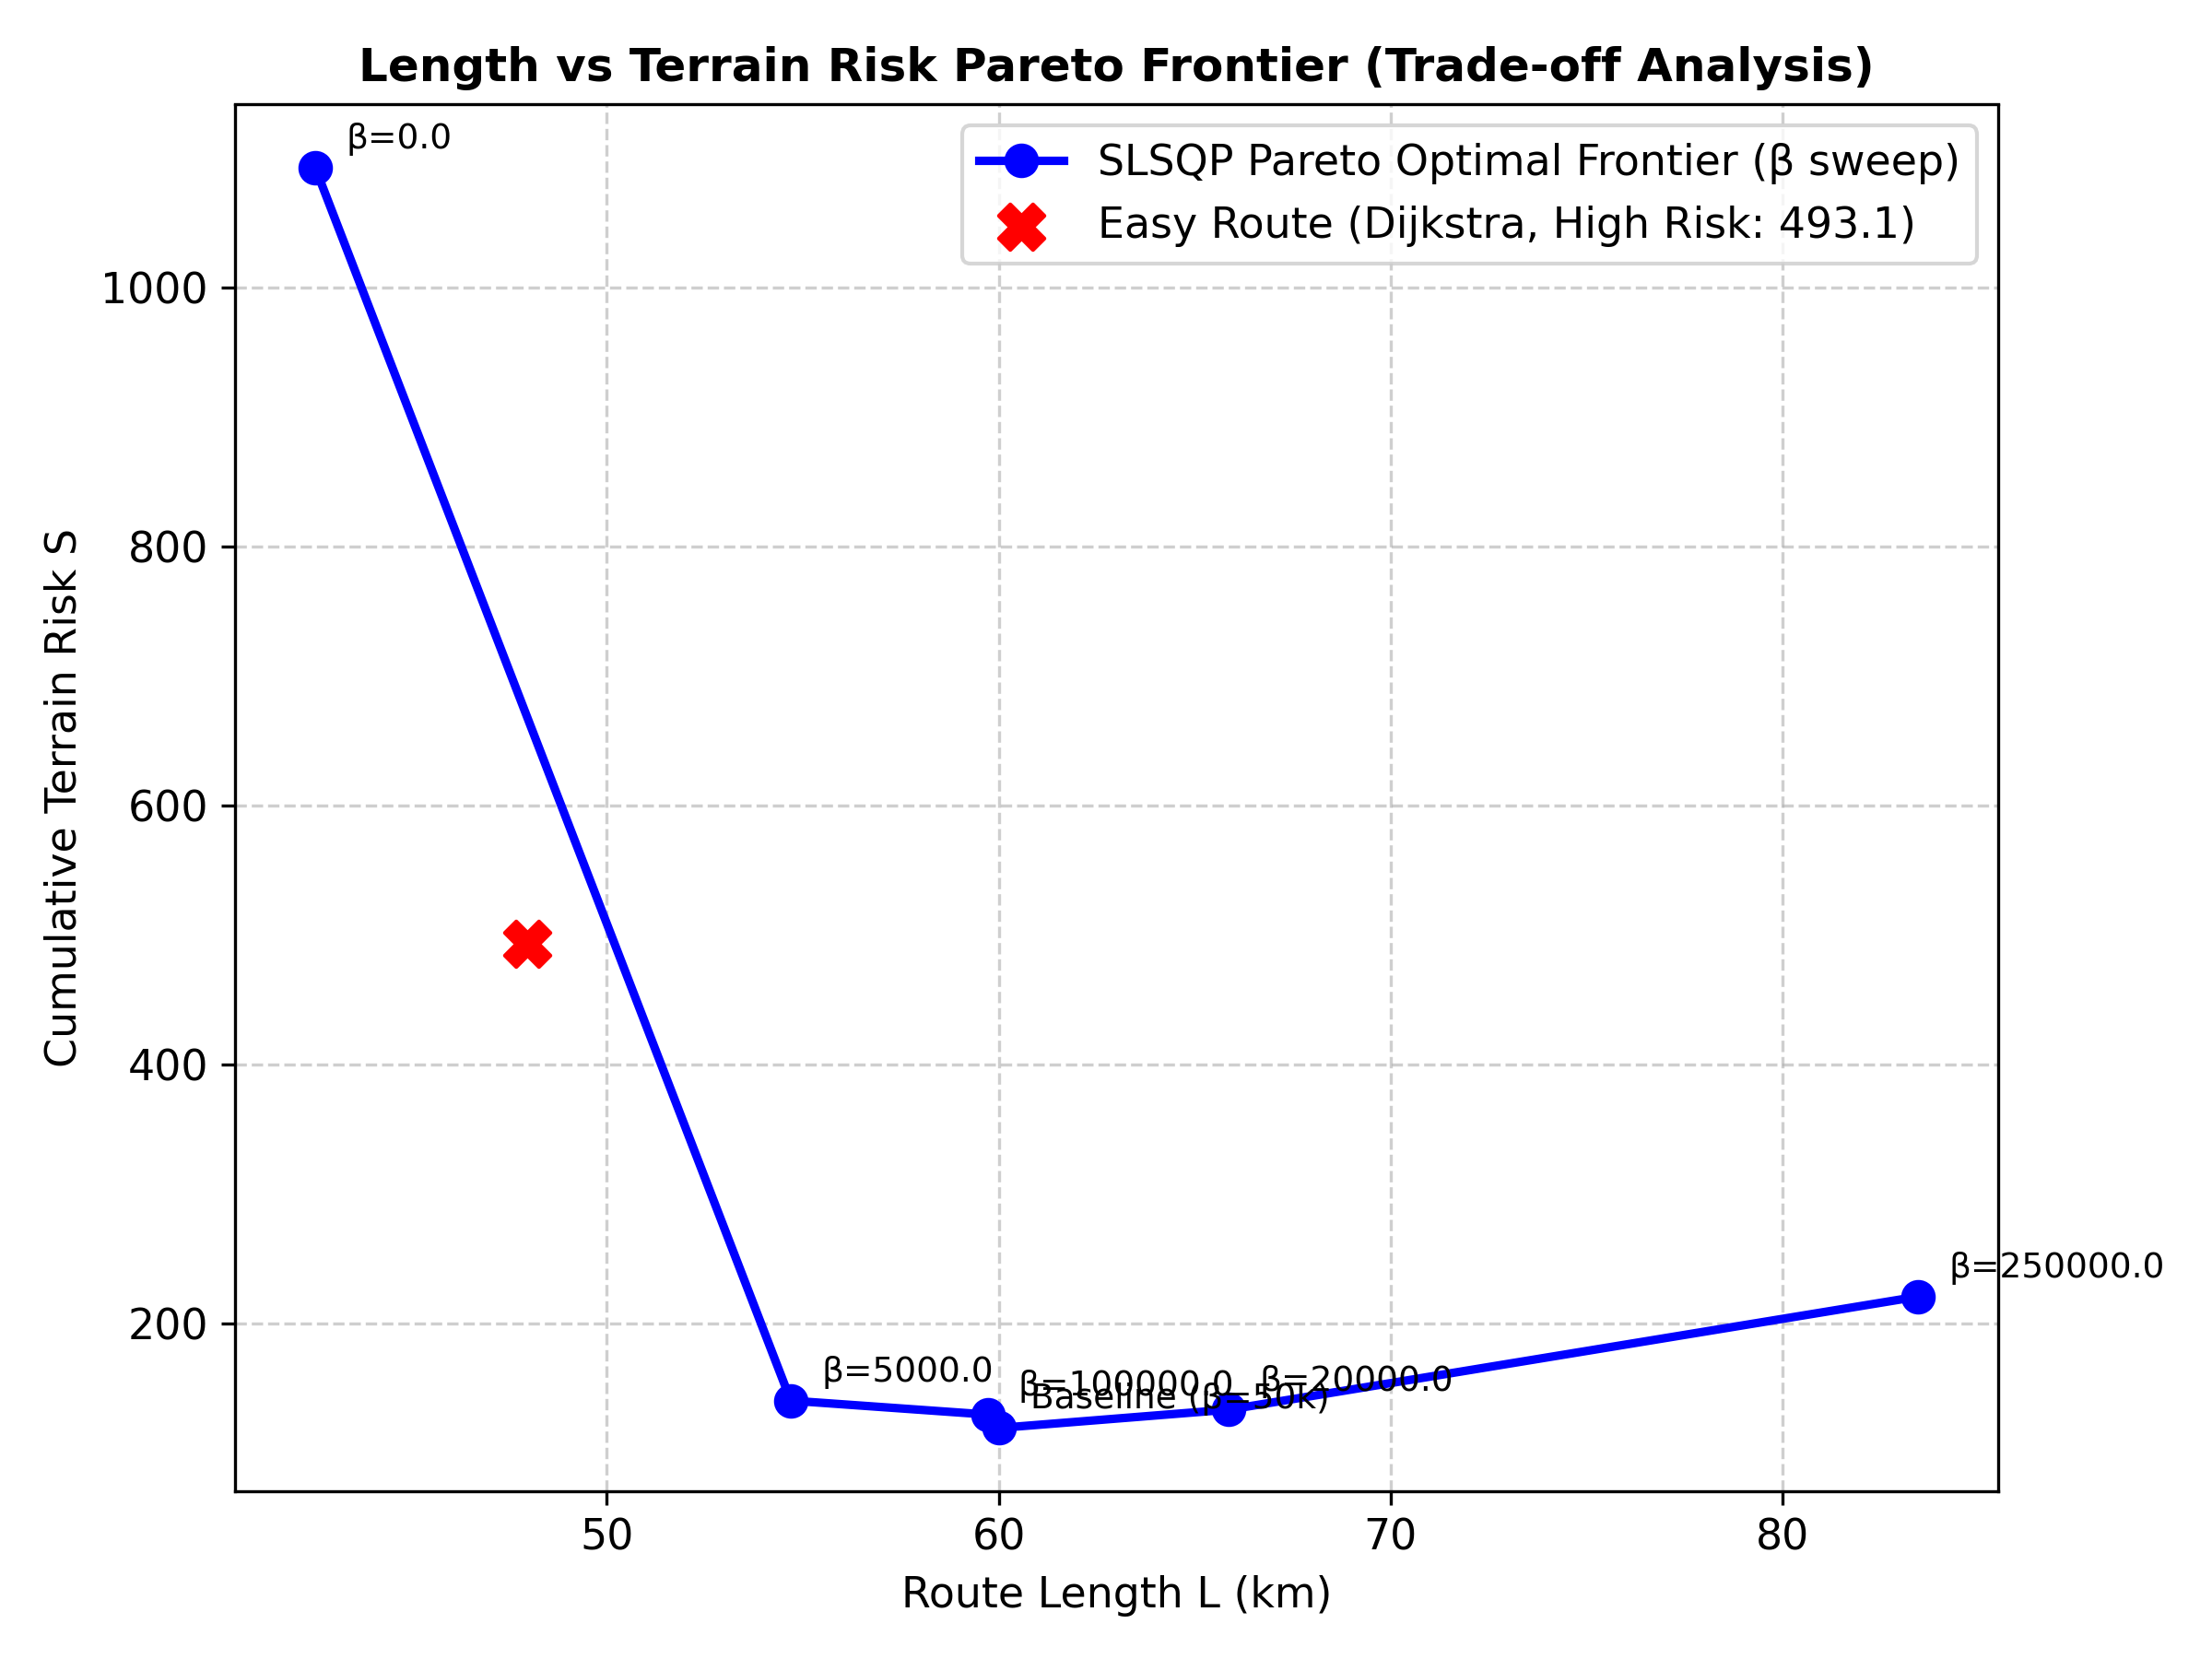 Length vs Terrain Risk Pareto Frontier (Trade-off Analysis)
β=0.0
SLSQP Pareto Optimal Frontier (β sweep)
Easy Route (Dijkstra, High Risk: 493.1)
1000
800
600
400
200
Cumulative Terrain Risk S
β=250000.0
β=5000.0
β=100000.0
β=20000.0
Baseline (β=50k)
50
60
70
80
Route Length L (km)